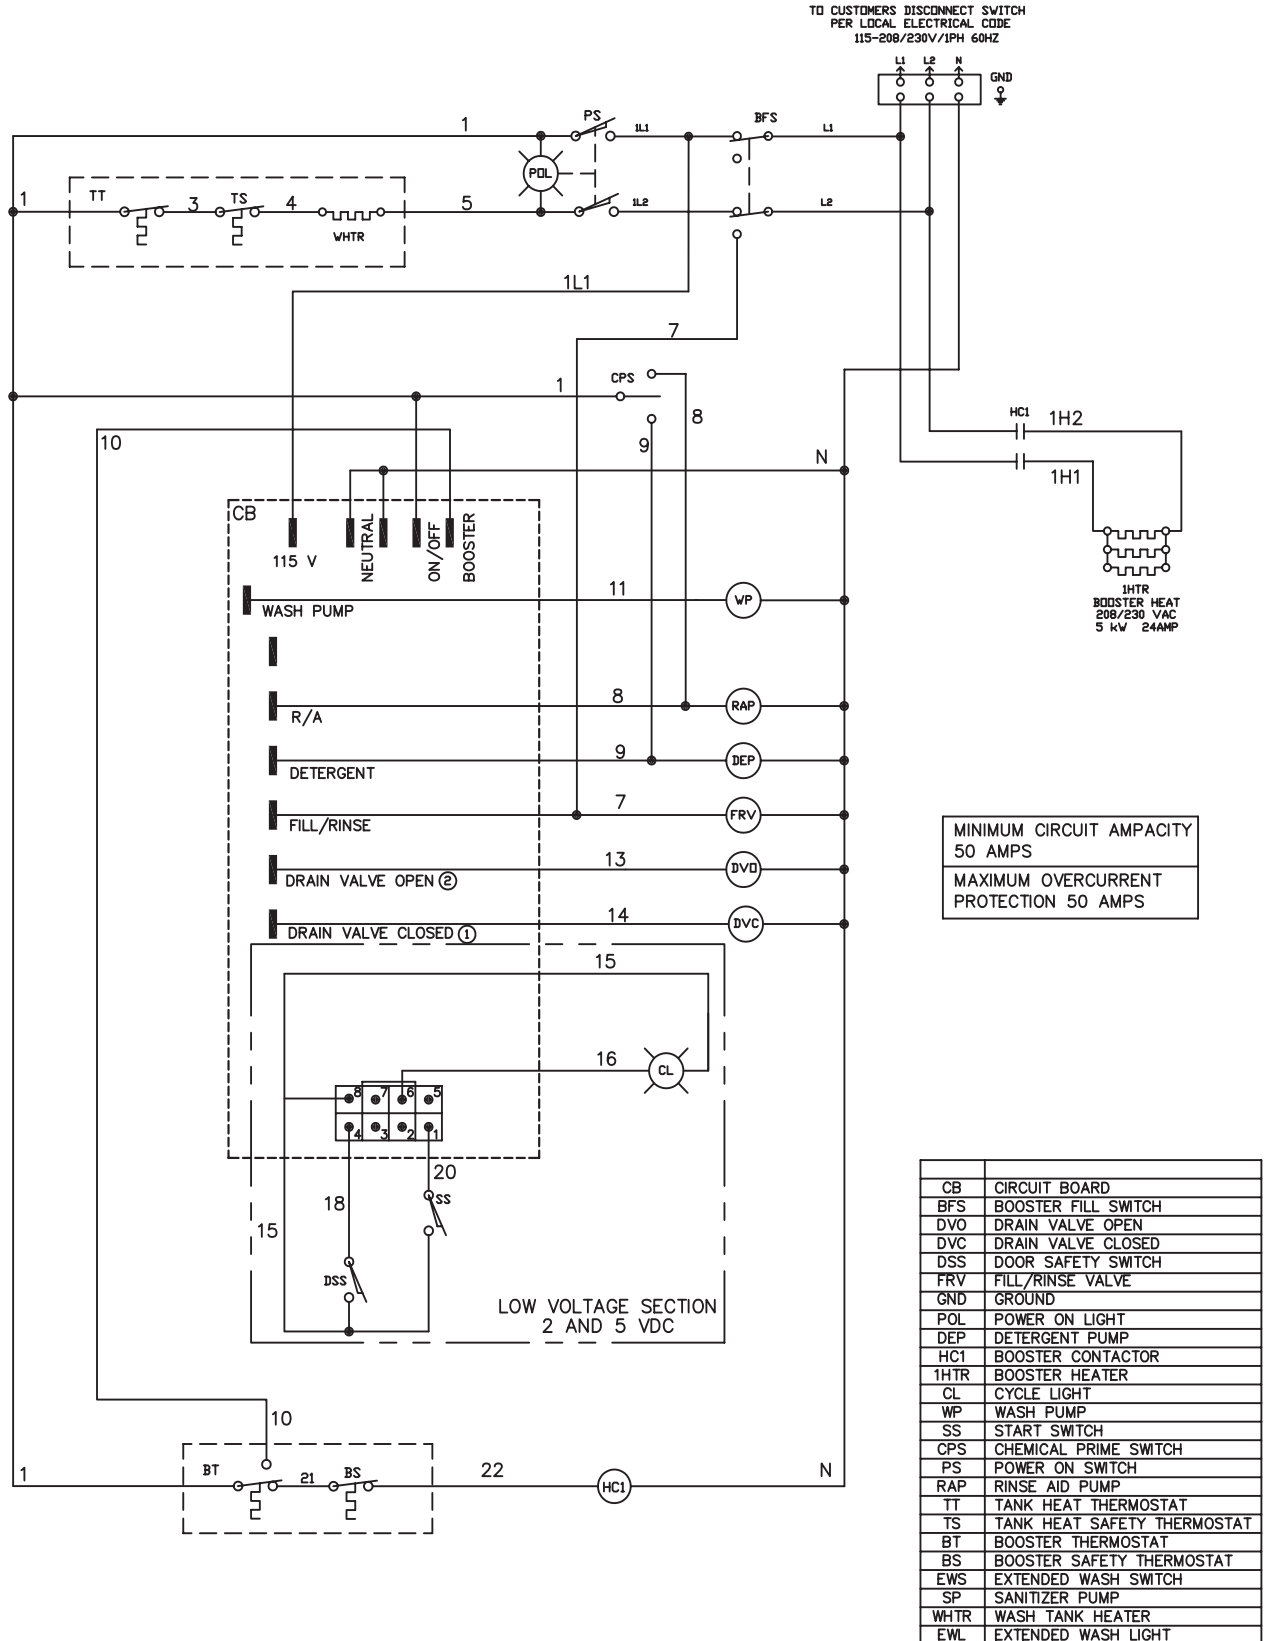 TO CUSTOMERS DISCONNECT SWITCH
PER LOCAL ELECTRICAL CODE
115-208/230V/1PH 60HZ
L1 L2 N
GND
1 PS 1L1 BFS L1
POL
1 TT 3 TS 4 5 1L2 L2
WHTR
1L1
7
1 CPS
8
9
10
HC1 1H2
N
1H1
CB
115 V
NEUTRAL
ON/OFF
BOOSTER
1HTR
BOOSTER HEAT
208/230 VAC
5 kW 24AMP
WASH PUMP 11 WP
R/A 8 RAP
DETERGENT 9 DEP
FILL/RINSE 7 FRV
DRAIN VALVE OPEN 2 13 DVO
DRAIN VALVE CLOSED 1 14 DVC
MINIMUM CIRCUIT AMPACITY
50 AMPS
MAXIMUM OVERCURRENT
PROTECTION 50 AMPS
15
16 CL
8 7 6 5
4 3 2 1
20
18 SS
15
DSS
LOW VOLTAGE SECTION
2 AND 5 VDC
10
1 BT 21 BS 22 HC1 N
CB CIRCUIT BOARD
BFS BOOSTER FILL SWITCH
DVO DRAIN VALVE OPEN
DVC DRAIN VALVE CLOSED
DSS DOOR SAFETY SWITCH
FRV FILL/RINSE VALVE
GND GROUND
POL POWER ON LIGHT
DEP DETERGENT PUMP
HC1 BOOSTER CONTACTOR
1HTR BOOSTER HEATER
CL CYCLE LIGHT
WP WASH PUMP
SS START SWITCH
CPS CHEMICAL PRIME SWITCH
PS POWER ON SWITCH
RAP RINSE AID PUMP
TT TANK HEAT THERMOSTAT
TS TANK HEAT SAFETY THERMOSTAT
BT BOOSTER THERMOSTAT
BS BOOSTER SAFETY THERMOSTAT
EWS EXTENDED WASH SWITCH
SP SANITIZER PUMP
WHTR WASH TANK HEATER
EWL EXTENDED WASH LIGHT